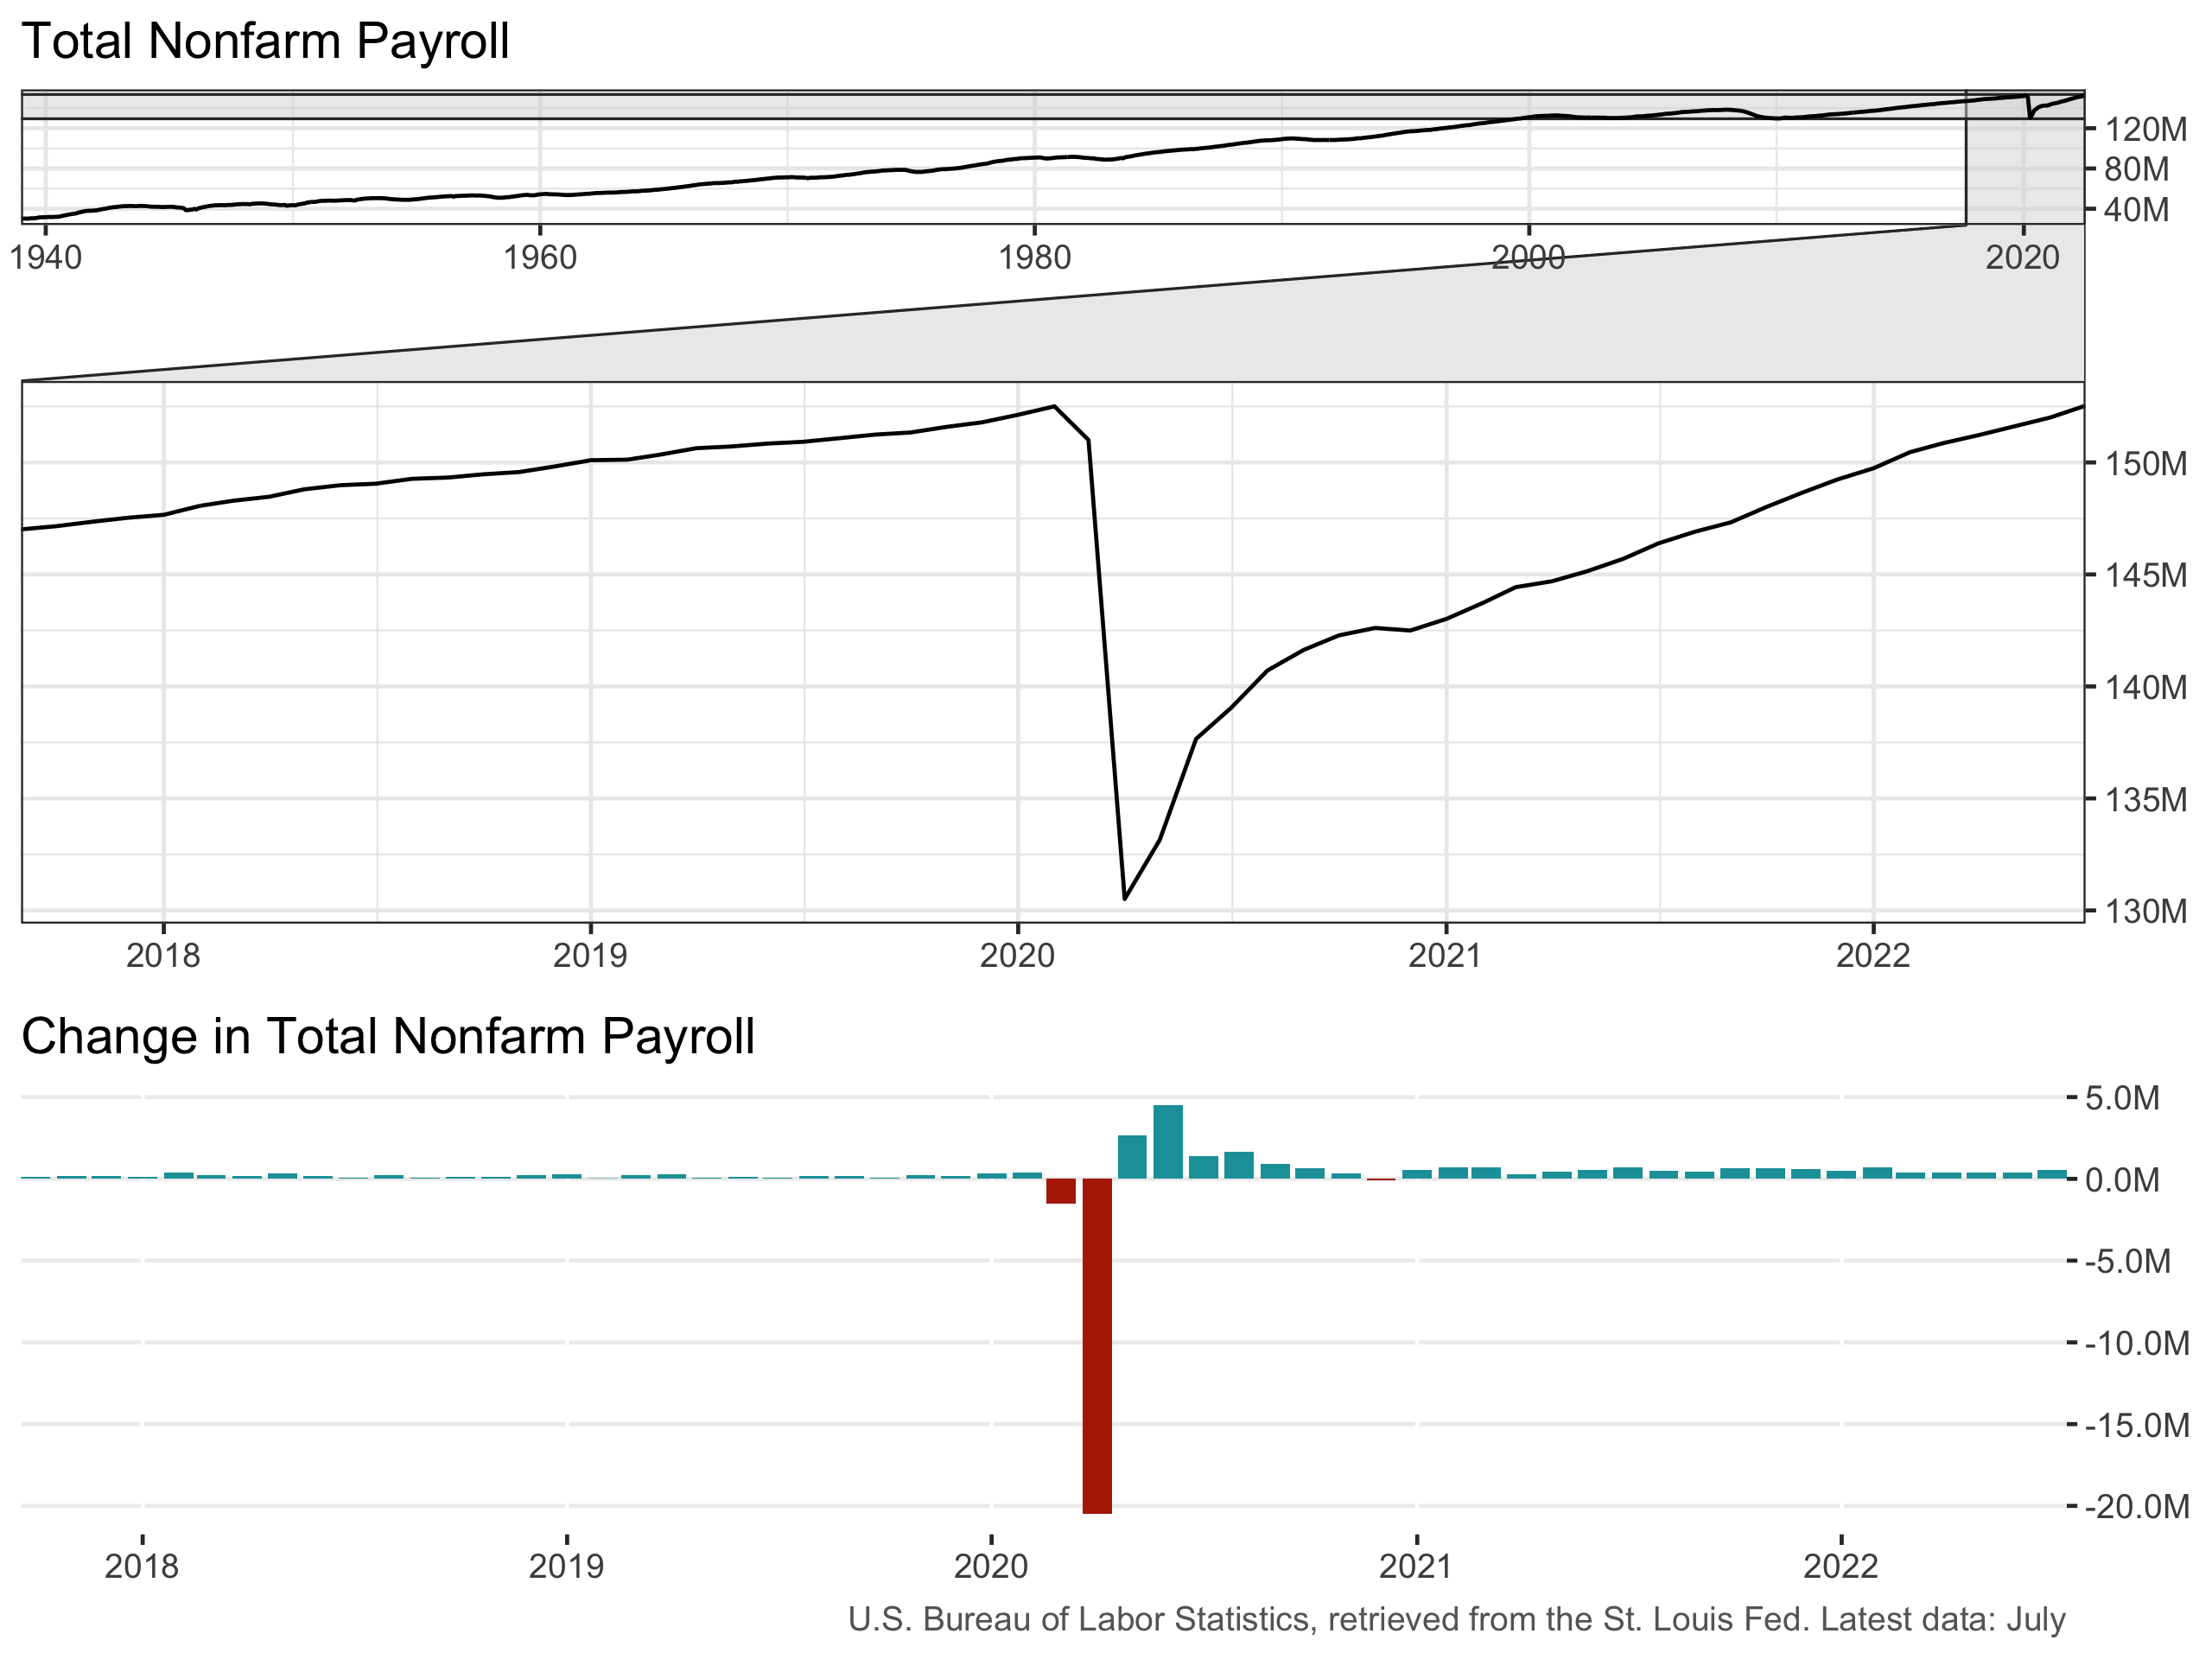 Total Nonfarm Payroll
120M
80M
40M
1940 1960 1980 2000 2020
150M
145M
140M
135M
130M
2018 2019 2020 2021 2022
Change in Total Nonfarm Payroll
5.0M
0.0M
-5.0M
-10.0M
-15.0M
-20.0M
2018 2019 2020 2021 2022
U.S. Bureau of Labor Statistics, retrieved from the St. Louis Fed. Latest data: July